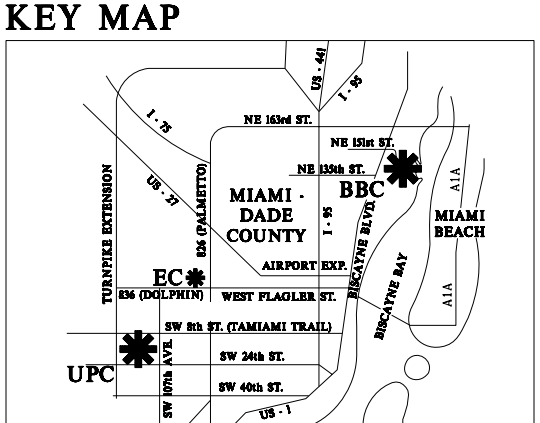 KEY MAP
US - 441
I - 95
I - 75
NE 163rd ST.
NE 151st ST.
NE 135th ST.
BBC
A1A
US - 27
TURNPIKE EXTENSION
826 (PALMETTO)
MIAMI -
DADE
COUNTY
I - 95
BISCAYNE BLVD.
MIAMI
BEACH
AIRPORT EXP.
BISCAYNE BAY
EC
836 (DOLPHIN)
WEST FLAGLER ST.
A1A
SW 8th ST. (TAMIAMI TRAIL)
UPC
SW 107th AVE.
SW 24th ST.
SW 40th ST.
US - 1